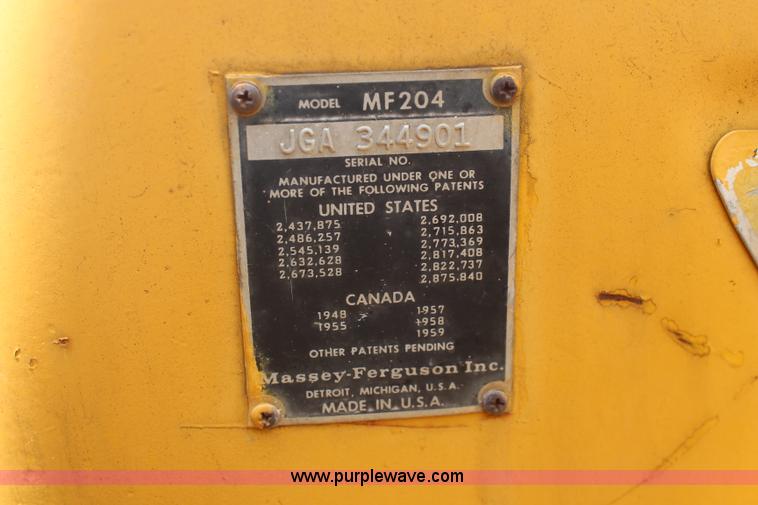 MODEL MF204
JGA 344901
SERIAL NO.
MANUFACTURED UNDER ONE OR
MORE OF THE FOLLOWING PATENTS
UNITED STATES
2,437,875 2,692,008
2,486,257 2,715,863
2,545,139 2,773,369
2,632,628 2,817,408
2,673,528 2,822,737
2,875,840
CANADA
1948 1957
1955 1958
1959
OTHER PATENTS PENDING
Massey-Ferguson Inc.
DETROIT, MICHIGAN, U.S.A.
MADE IN U.S.A.
www.purplewave.com